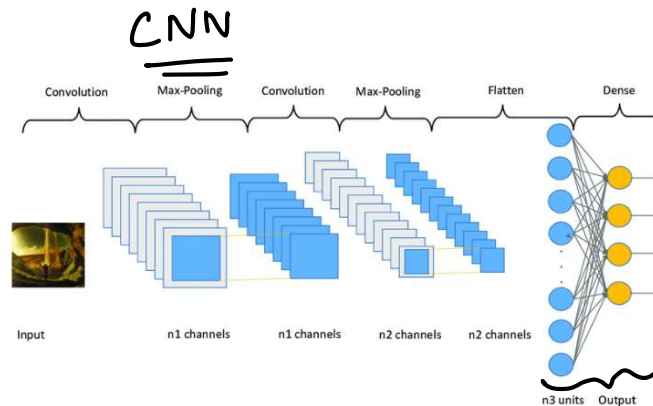 CNN
Convolution Max-Pooling Convolution Max-Pooling Flatten Dense
Input n1 channels n1 channels n2 channels n2 channels
n3 units Output